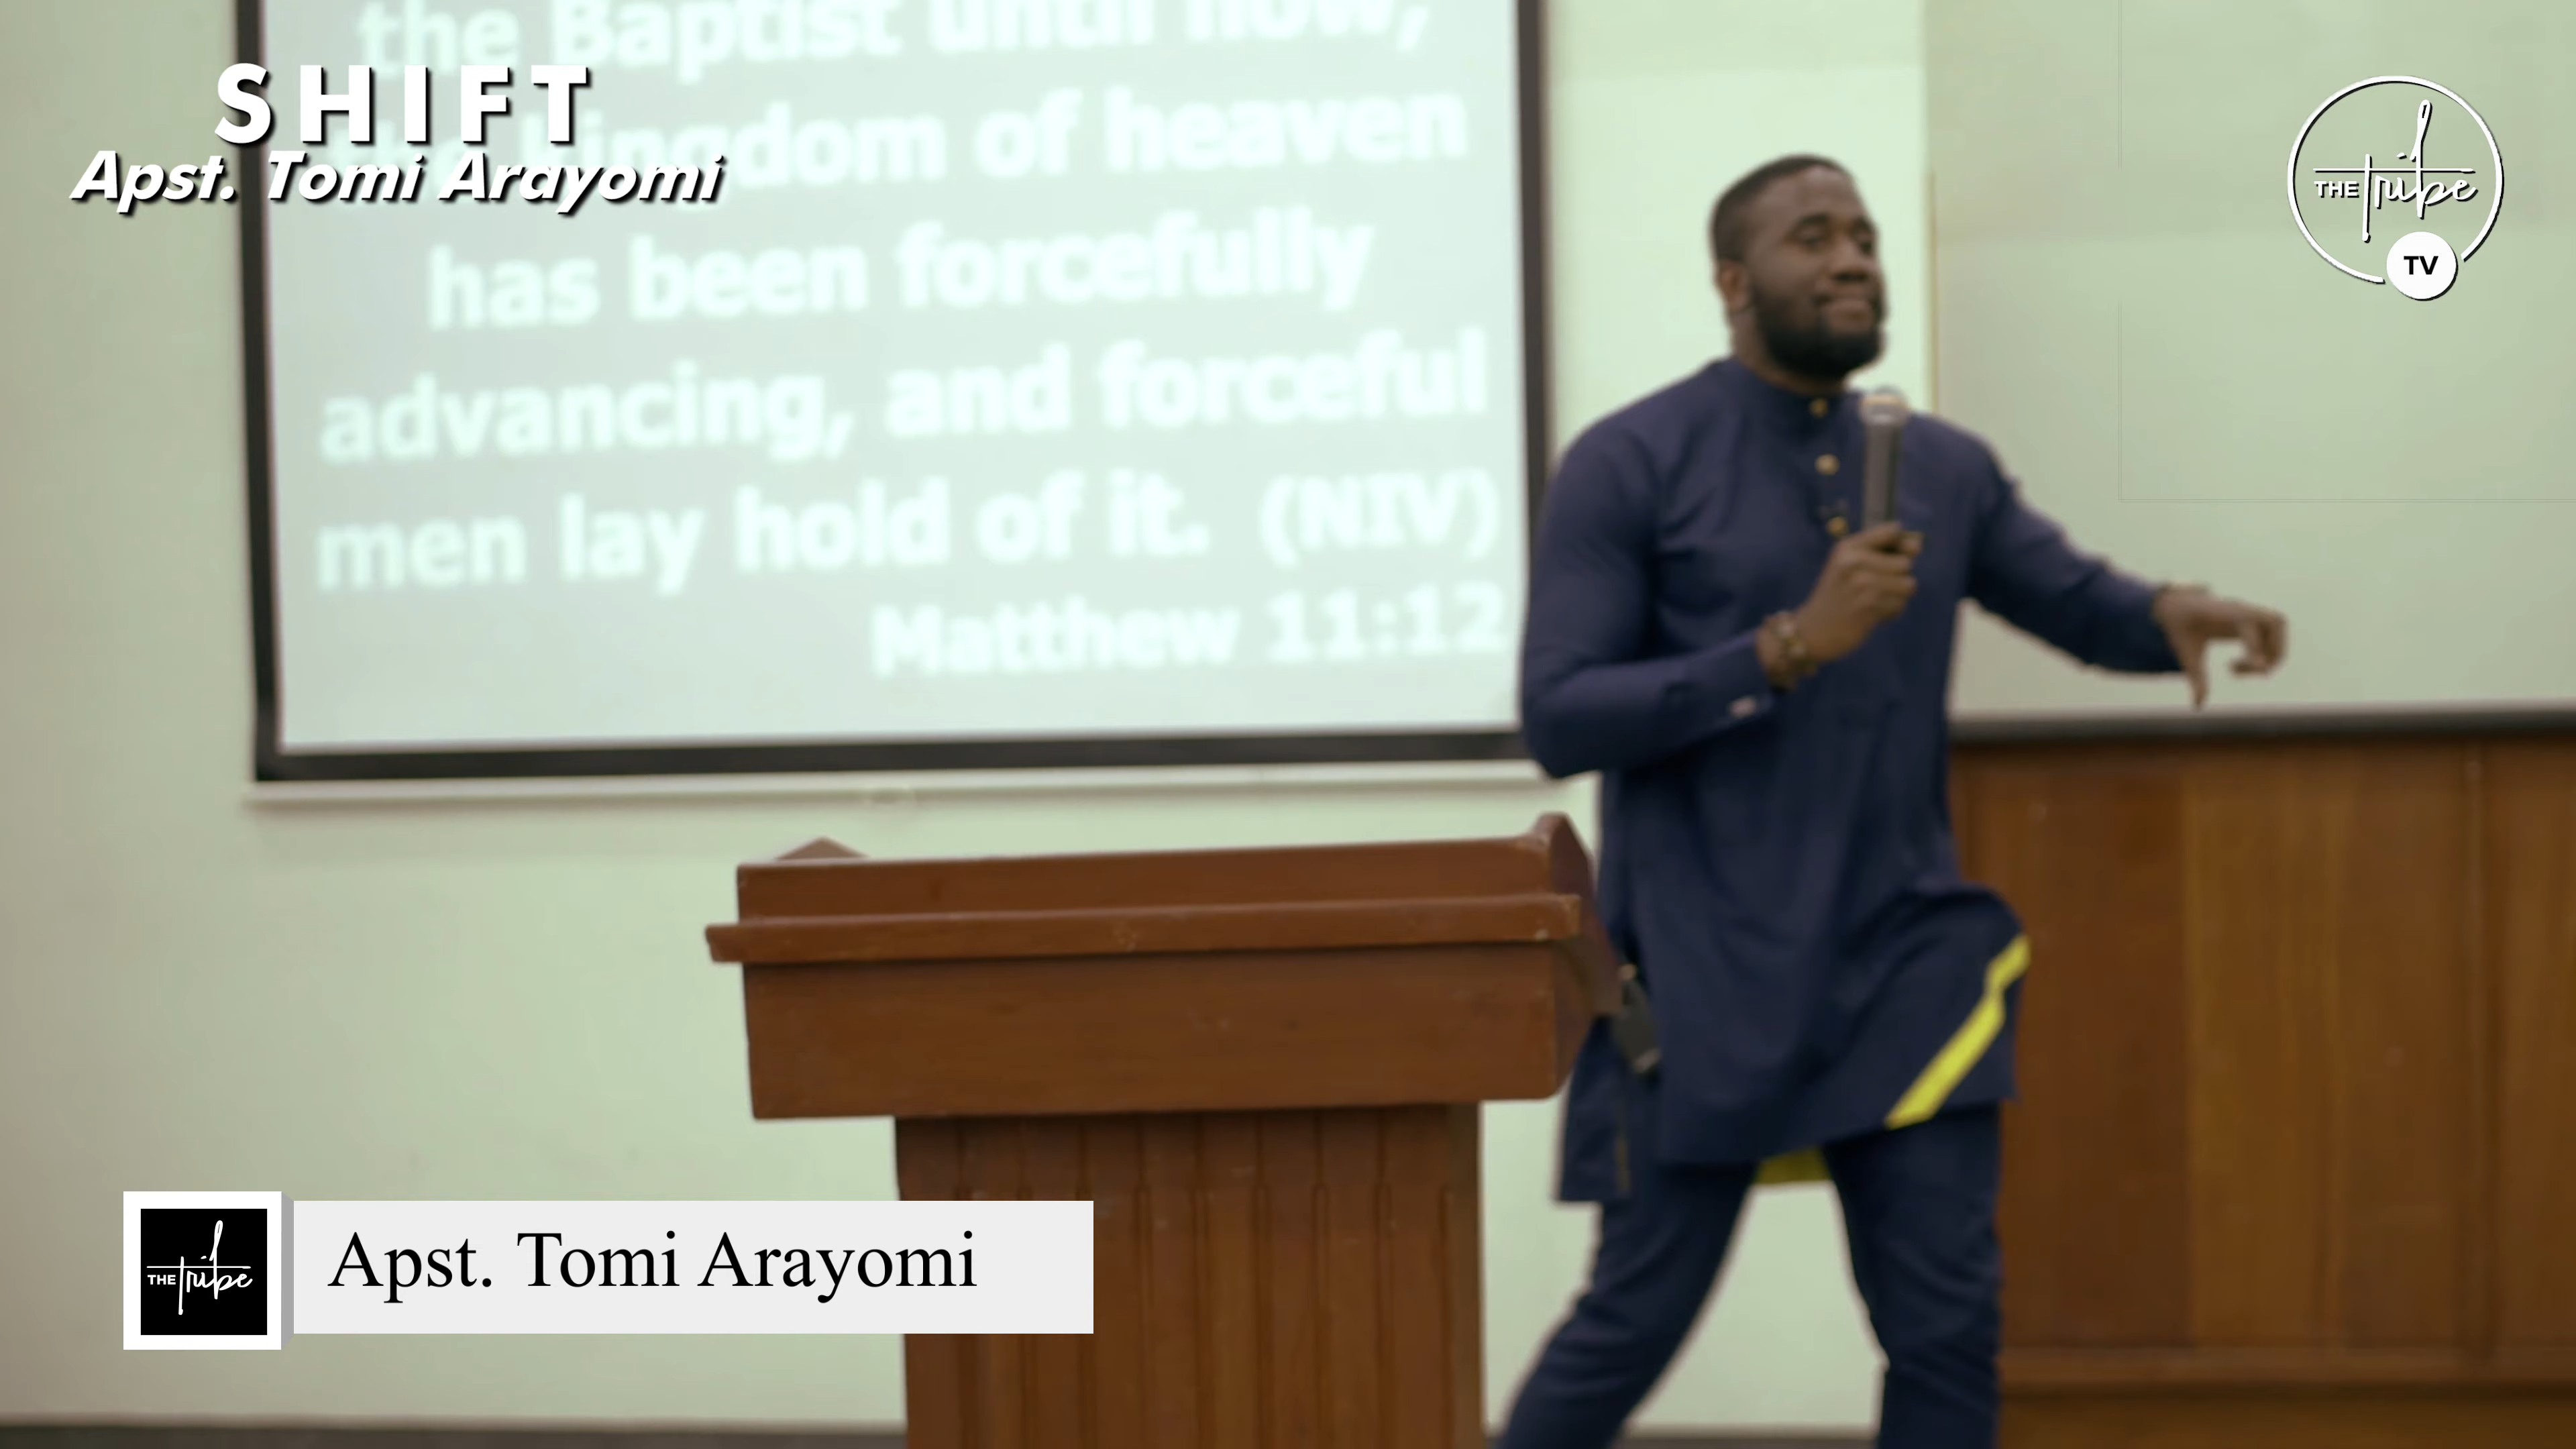 SHIFT
Apst. Tomi Arayomi
THE tribe
TV
the Baptist until now,
kingdom of heaven
has been forcefully
advancing, and forceful
men lay hold of it. (NIV)
Matthew 11:12
THE tribe
Apst. Tomi Arayomi